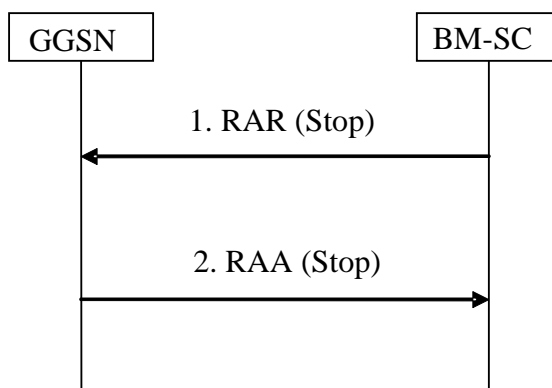 GGSN
BM-SC
1. RAR (Stop)
2. RAA (Stop)